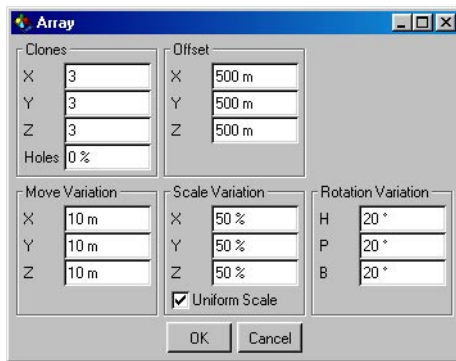 Array
Clones
X 3
Y 3
Z 3
Holes 0 %
Offset
X 500 m
Y 500 m
Z 500 m
Move Variation
X 10 m
Y 10 m
Z 10 m
Scale Variation
X 50 %
Y 50 %
Z 50 %
Uniform Scale
Rotation Variation
H 20 °
P 20 °
B 20 °
OK Cancel